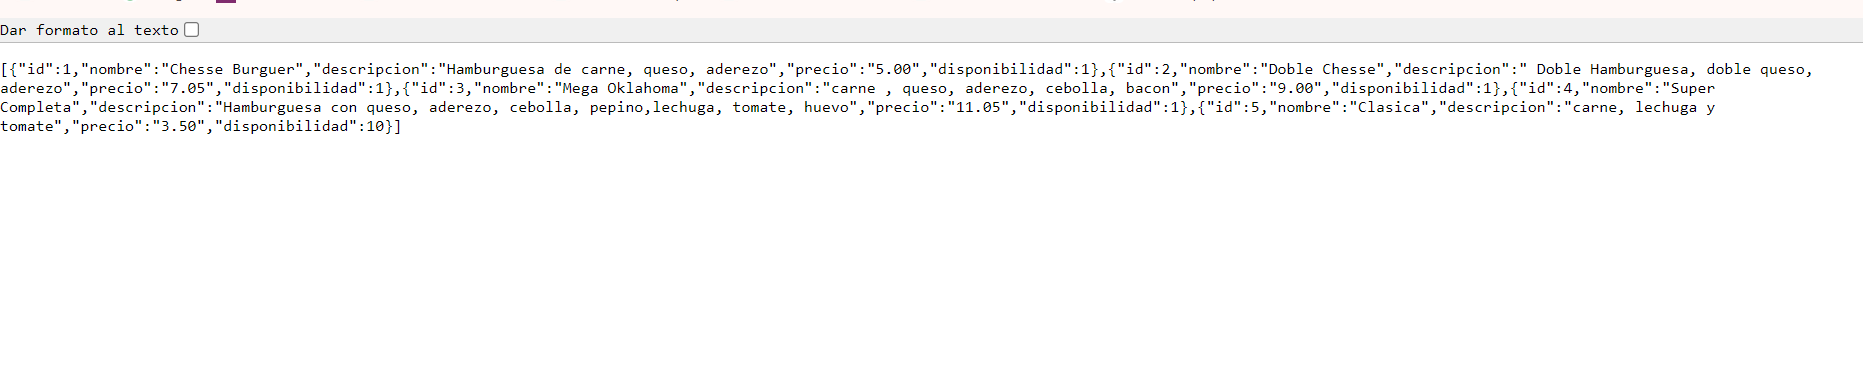 Dar formato al texto
[{"id":1,"nombre":"Chesse Burguer","descripcion":"Hamburguesa de carne, queso, aderezo","precio":"5.00","disponibilidad":1},{"id":2,"nombre":"Doble Chesse","descripcion":" Doble Hamburguesa, doble queso,
aderezo","precio":"7.05","disponibilidad":1},{"id":3,"nombre":"Mega Oklahoma","descripcion":"carne , queso, aderezo, cebolla, bacon","precio":"9.00","disponibilidad":1},{"id":4,"nombre":"Super
Completa","descripcion":"Hamburguesa con queso, aderezo, cebolla, pepino,lechuga, tomate, huevo","precio":"11.05","disponibilidad":1},{"id":5,"nombre":"Clasica","descripcion":"carne, lechuga y
tomate","precio":"3.50","disponibilidad":10}]